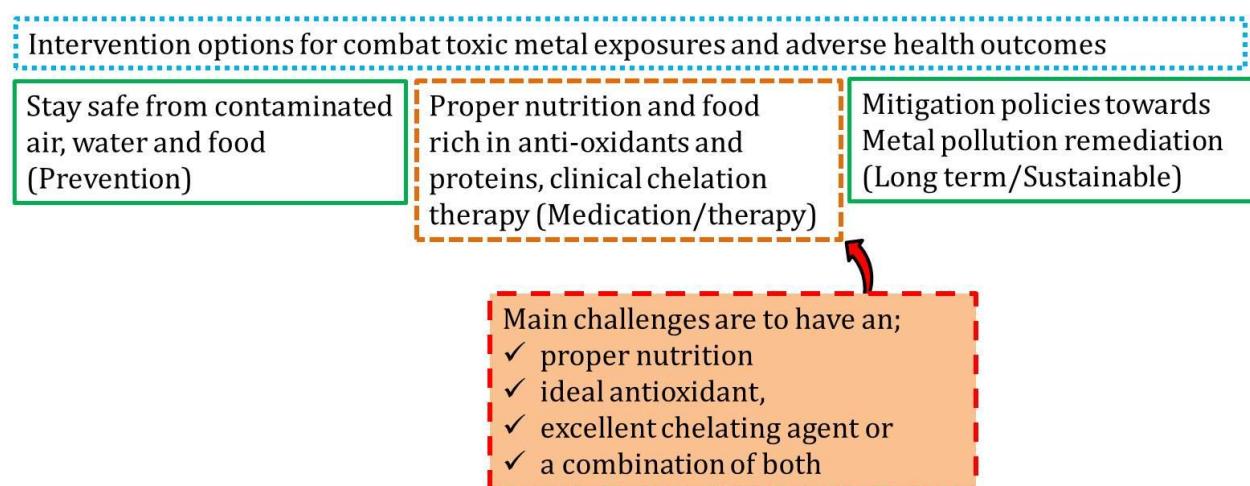 Intervention options for combat toxic metal exposures and adverse health outcomes
Stay safe from contaminated
air, water and food
(Prevention)
Proper nutrition and food
rich in anti-oxidants and
proteins, clinical chelation
therapy (Medication/therapy)
Mitigation policies towards
Metal pollution remediation
(Long term/Sustainable)
Main challenges are to have an;
✓ proper nutrition
✓ ideal antioxidant,
✓ excellent chelating agent or
✓ a combination of both